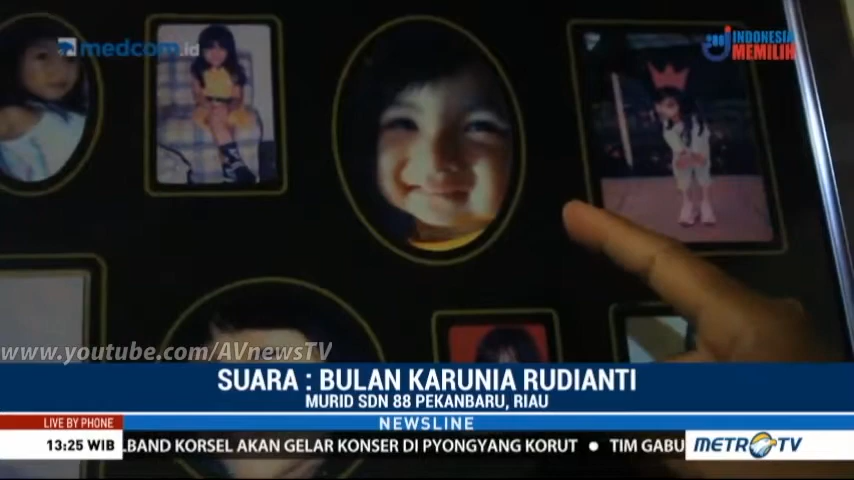 medcom.id
INDONESIA
MEMILIH
www.youtube.com/AVnewsTV
SUARA : BULAN KARUNIA RUDIANTI
MURID SDN 88 PEKANBARU, RIAU
LIVE BY PHONE
NEWSLINE
13:25 WIB
LBAND KORSEL AKAN GELAR KONSER DI PYONGYANG KORUT ● TIM GABU
METRO TV